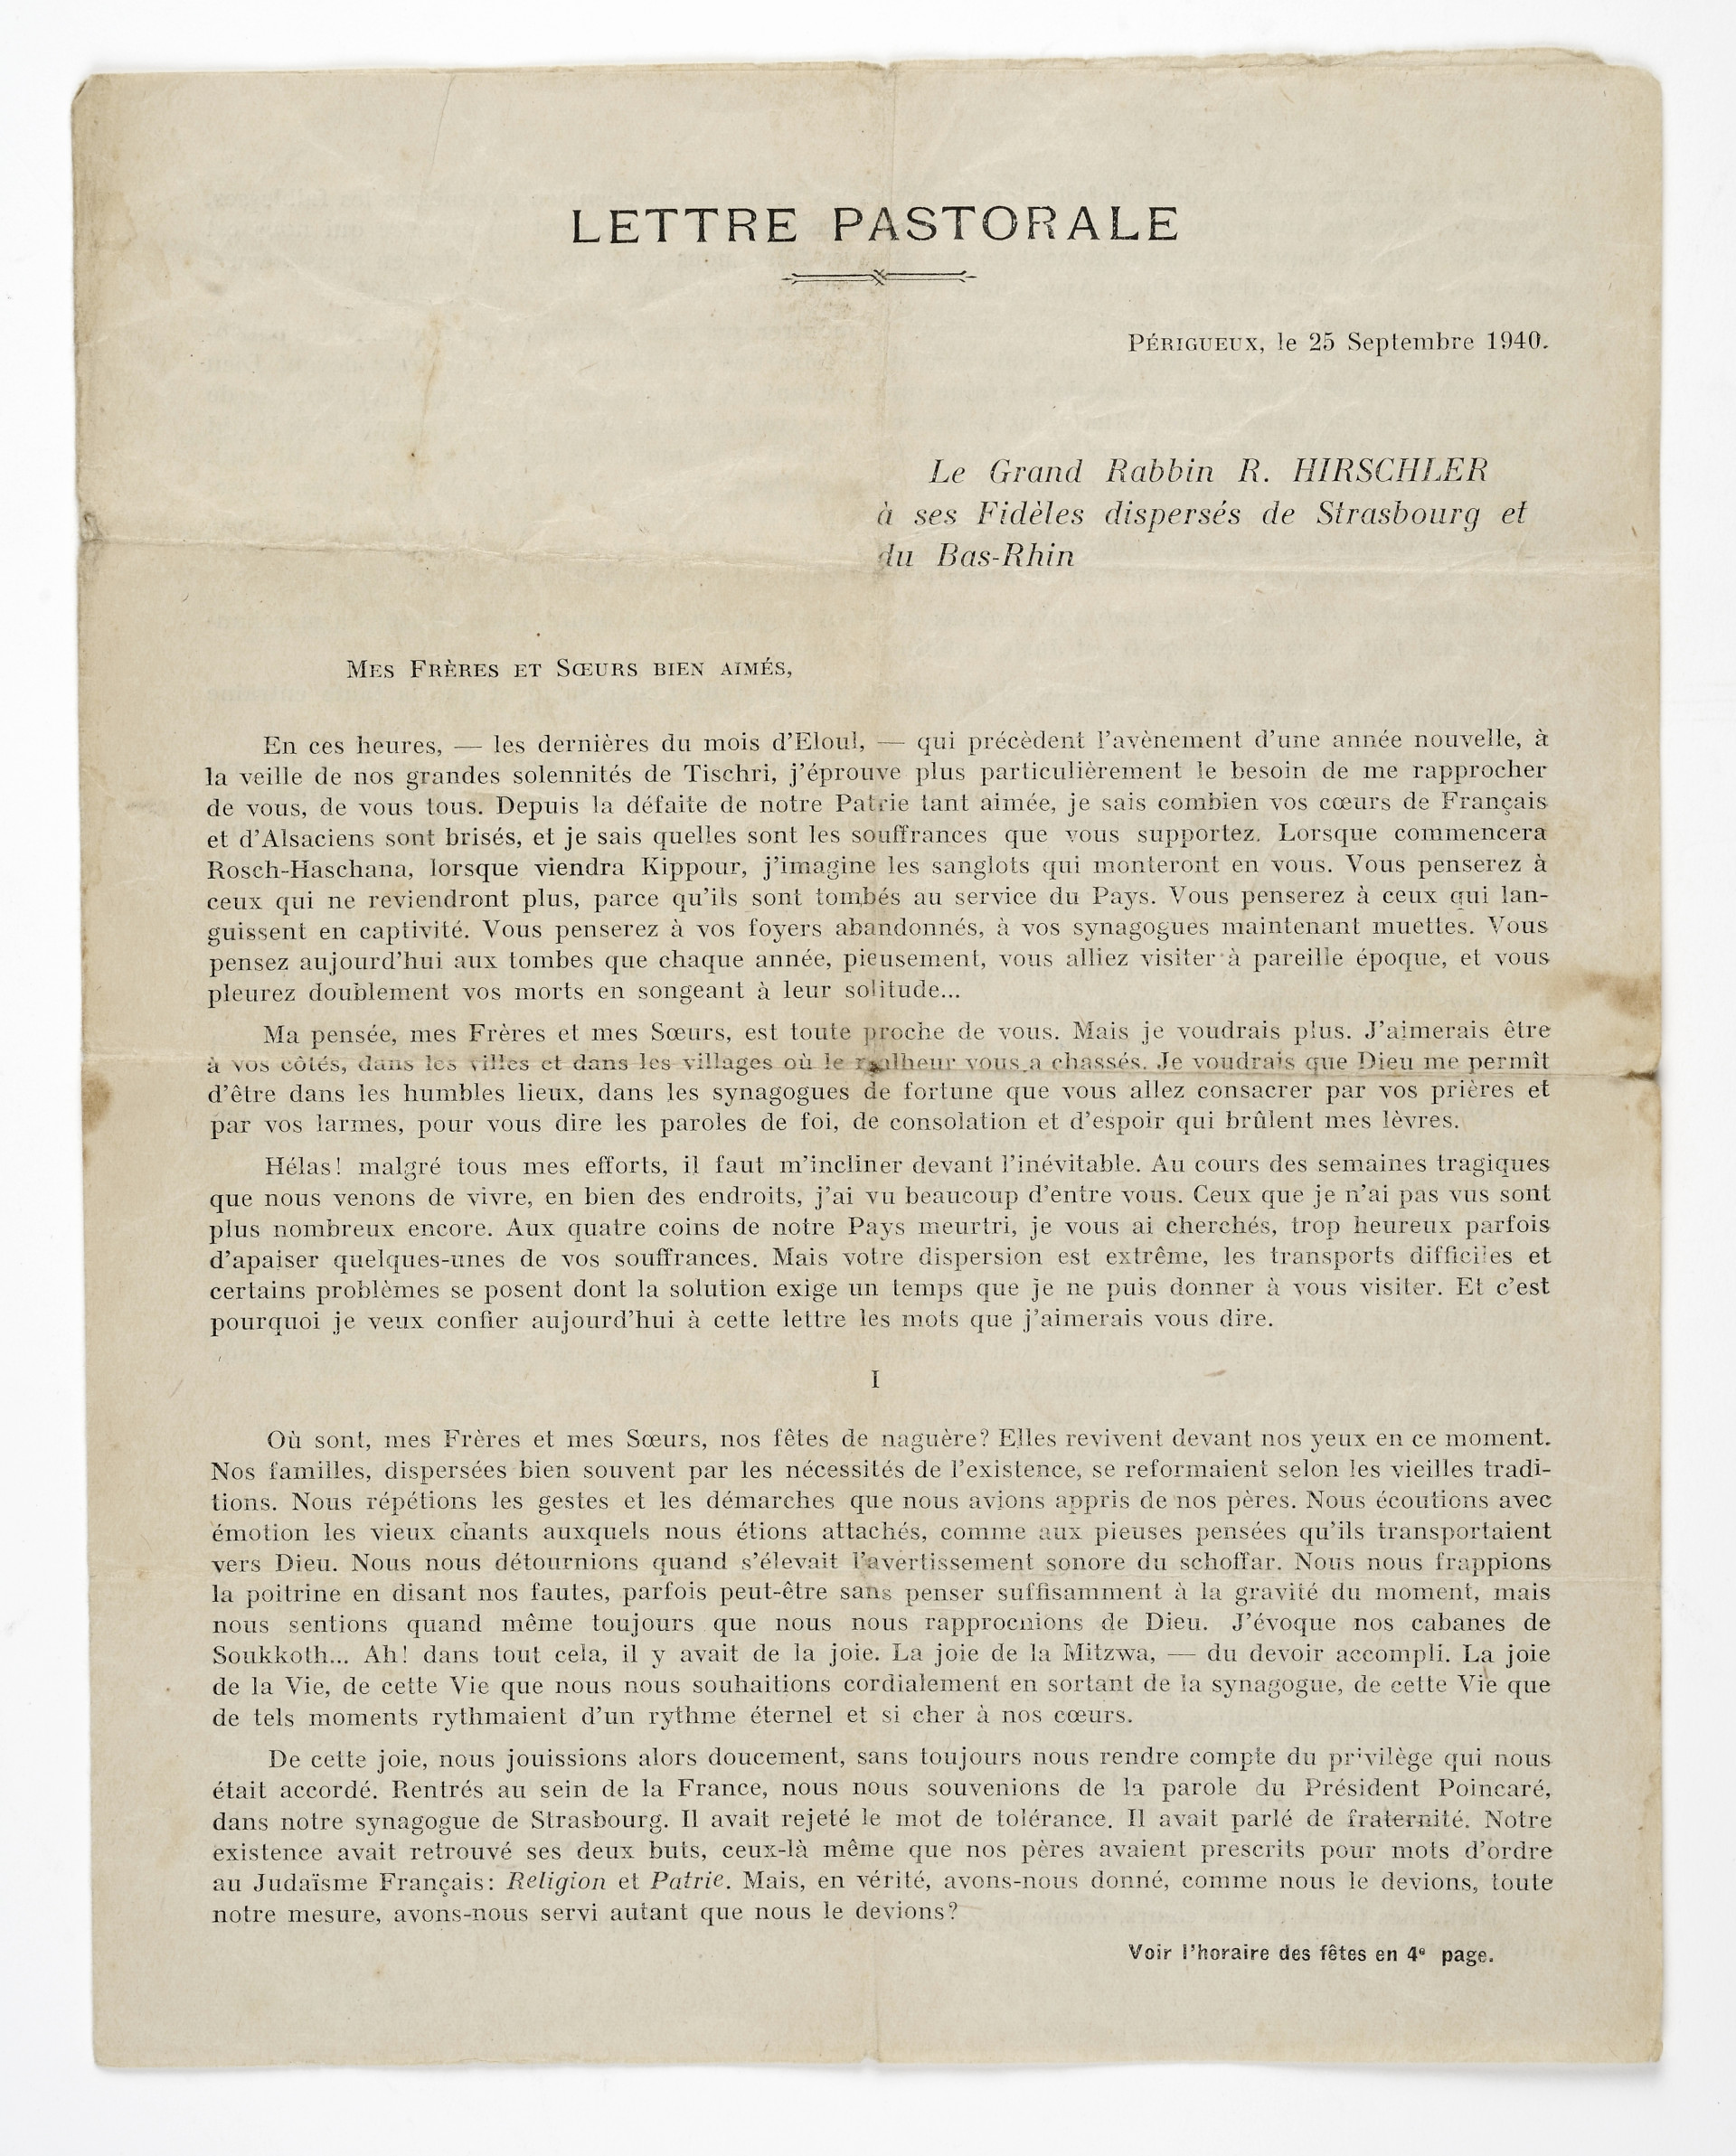 LETTRE PASTORALE
PÉRIGUEUX, le 25 Septembre 1940.
Le Grand Rabbin R. HIRSCHLER
à ses Fidèles dispersés de Strasbourg et
du Bas-Rhin
MES FRÈRES ET SŒURS BIEN AIMÉS,
En ces heures, — les dernières du mois d'Eloul, — qui précèdent l'avènement d'une année nouvelle, à
la veille de nos grandes solennités de Tischri, j'éprouve plus particulièrement le besoin de me rapprocher
de vous, de vous tous. Depuis la défaite de notre Patrie tant aimée, je sais combien vos cœurs de Français
et d'Alsaciens sont brisés, et je sais quelles sont les souffrances que vous supportez. Lorsque commencera
Rosch-Haschana, lorsque viendra Kippour, j'imagine les sanglots qui monteront en vous. Vous penserez à
ceux qui ne reviendront plus, parce qu'ils sont tombés au service du Pays. Vous penserez à ceux qui lan-
guissent en captivité. Vous penserez à vos foyers abandonnés, à vos synagogues maintenant muettes. Vous
pensez aujourd'hui aux tombes que chaque année, pieusement, vous alliez visiter à pareille époque, et vous
pleurez doublement vos morts en songeant à leur solitude...
Ma pensée, mes Frères et mes Sœurs, est toute proche de vous. Mais je voudrais plus. J'aimerais être
à vos côtés, dans les villes et dans les villages où le malheur vous a chassés. Je voudrais que Dieu me permît
d'être dans les humbles lieux, dans les synagogues de fortune que vous allez consacrer par vos prières et
par vos larmes, pour vous dire les paroles de foi, de consolation et d'espoir qui brûlent mes lèvres.
Hélas! malgré tous mes efforts, il faut m'incliner devant l'inévitable. Au cours des semaines tragiques
que nous venons de vivre, en bien des endroits, j'ai vu beaucoup d'entre vous. Ceux que je n'ai pas vus sont
plus nombreux encore. Aux quatre coins de notre Pays meurtri, je vous ai cherchés, trop heureux parfois
d'apaiser quelques-unes de vos souffrances. Mais votre dispersion est extrême, les transports difficiles et
certains problèmes se posent dont la solution exige un temps que je ne puis donner à vous visiter. Et c'est
pourquoi je veux confier aujourd'hui à cette lettre les mots que j'aimerais vous dire.
I
Où sont, mes Frères et mes Sœurs, nos fêtes de naguère? Elles revivent devant nos yeux en ce moment.
Nos familles, dispersées bien souvent par les nécessités de l'existence, se reformaient selon les vieilles tradi-
tions. Nous répétions les gestes et les démarches que nous avions appris de nos pères. Nous écoutions avec
émotion les vieux chants auxquels nous étions attachés, comme aux pieuses pensées qu'ils transportaient
vers Dieu. Nous nous détournions quand s'élevait l'avertissement sonore du schoffar. Nous nous frappions
la poitrine en disant nos fautes, parfois peut-être sans penser suffisamment à la gravité du moment, mais
nous sentions quand même toujours que nous nous rapprochions de Dieu. J'évoque nos cabanes de
Soukkoth... Ah! dans tout cela, il y avait de la joie. La joie de la Mitzwa, — du devoir accompli. La joie
de la Vie, de cette Vie que nous nous souhaitions cordialement en sortant de la synagogue, de cette Vie que
de tels moments rythmaient d'un rythme éternel et si cher à nos cœurs.
De cette joie, nous jouissions alors doucement, sans toujours nous rendre compte du privilège qui nous
était accordé. Rentrés au sein de la France, nous nous souvenions de la parole du Président Poincaré,
dans notre synagogue de Strasbourg. Il avait rejeté le mot de tolérance. Il avait parlé de fraternité. Notre
existence avait retrouvé ses deux buts, ceux-là même que nos pères avaient prescrits pour mots d'ordre
au Judaïsme Français: Religion et Patrie. Mais, en vérité, avons-nous donné, comme nous le devions, toute
notre mesure, avons-nous servi autant que nous le devions?
Voir l'horaire des fêtes en 4e page.